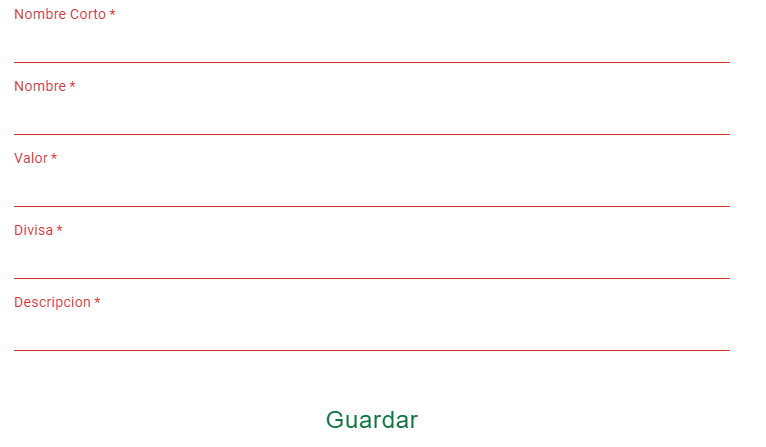 Nombre Corto *
Nombre *
Valor *
Divisa *
Descripcion *
Guardar